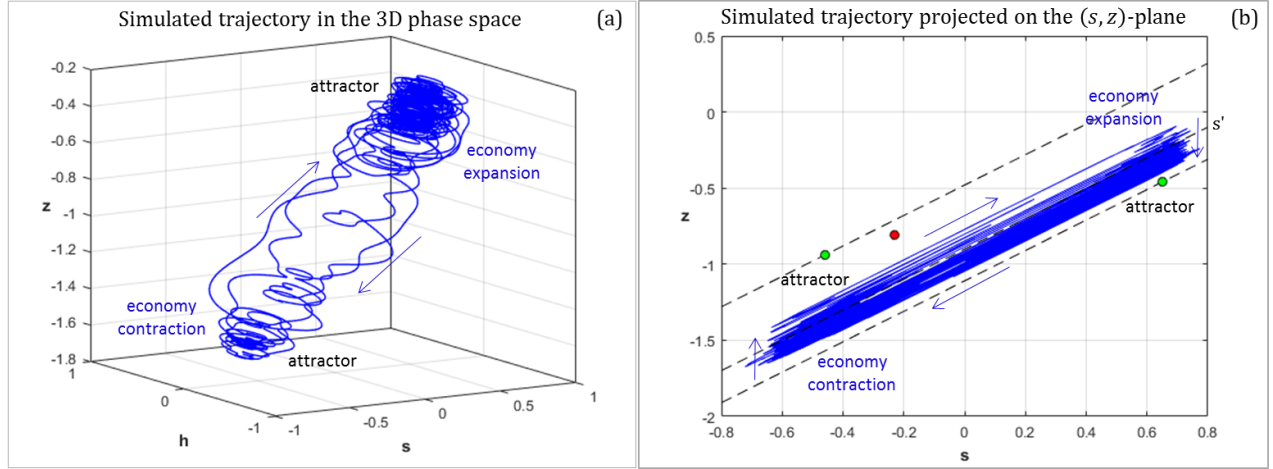 Simulated trajectory in the 3D phase space (a)
-0.2
-0.4
-0.6
-0.8
-1
-1.2
-1.4
-1.6
-1.8
z
attractor
economy
expansion
economy
contraction
attractor
1
0
-1
h
-1
-0.5
0
0.5
1
s
Simulated trajectory projected on the (s, z)-plane (b)
0.5
0
-0.5
-1
-1.5
-2
z
economy
expansion
s'
attractor
attractor
economy
contraction
-0.8
-0.6
-0.4
-0.2
0
0.2
0.4
0.6
0.8
s